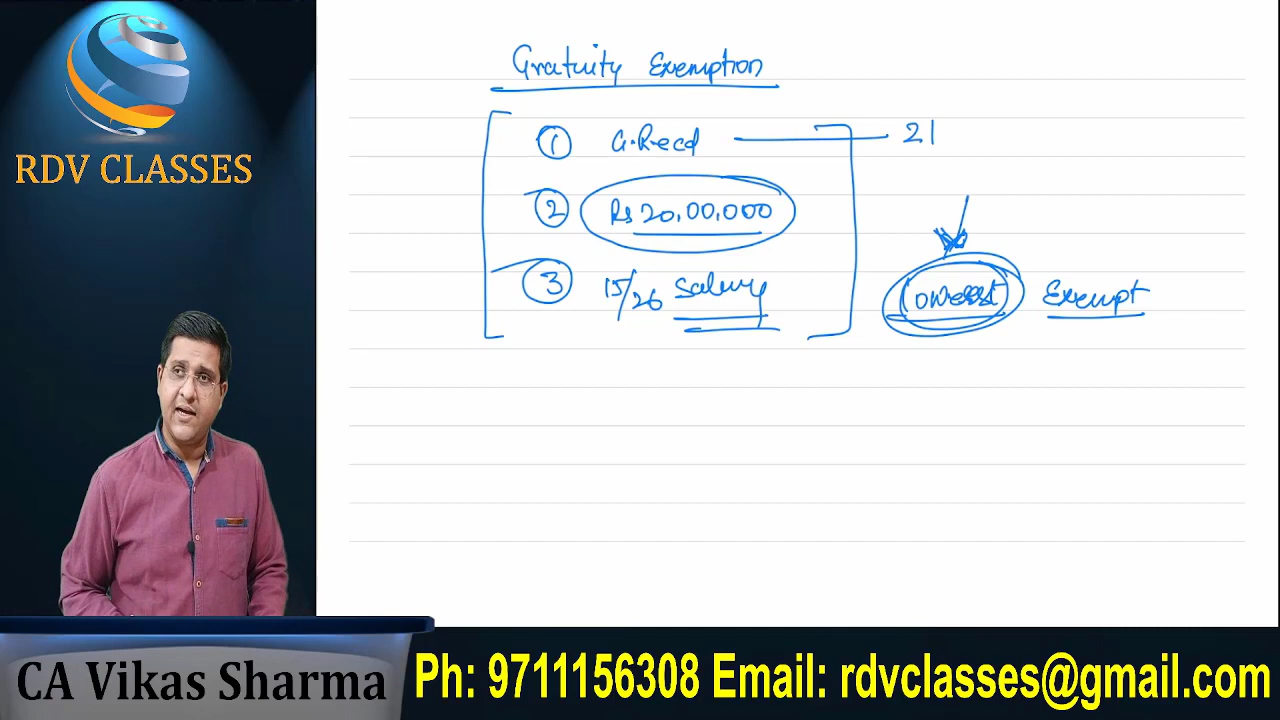 RDV CLASSES
Gratuity Exemption
① G.Recd 21
② Rs 20,00,000
③ 15/26 Salary
Lowest Exempt
CA Vikas Sharma
Ph: 9711156308 Email: rdvclasses@gmail.com